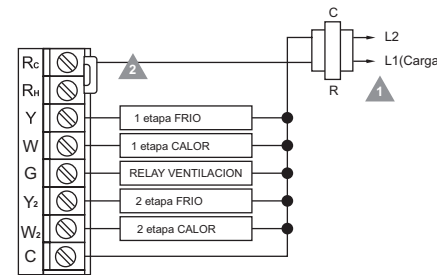 C
L2
Rc
2
L1(Carga
RH
R
1
Y
1 etapa FRIO
W
1 etapa CALOR
G
RELAY VENTILACION
Y2
2 etapa FRIO
W2
2 etapa CALOR
C